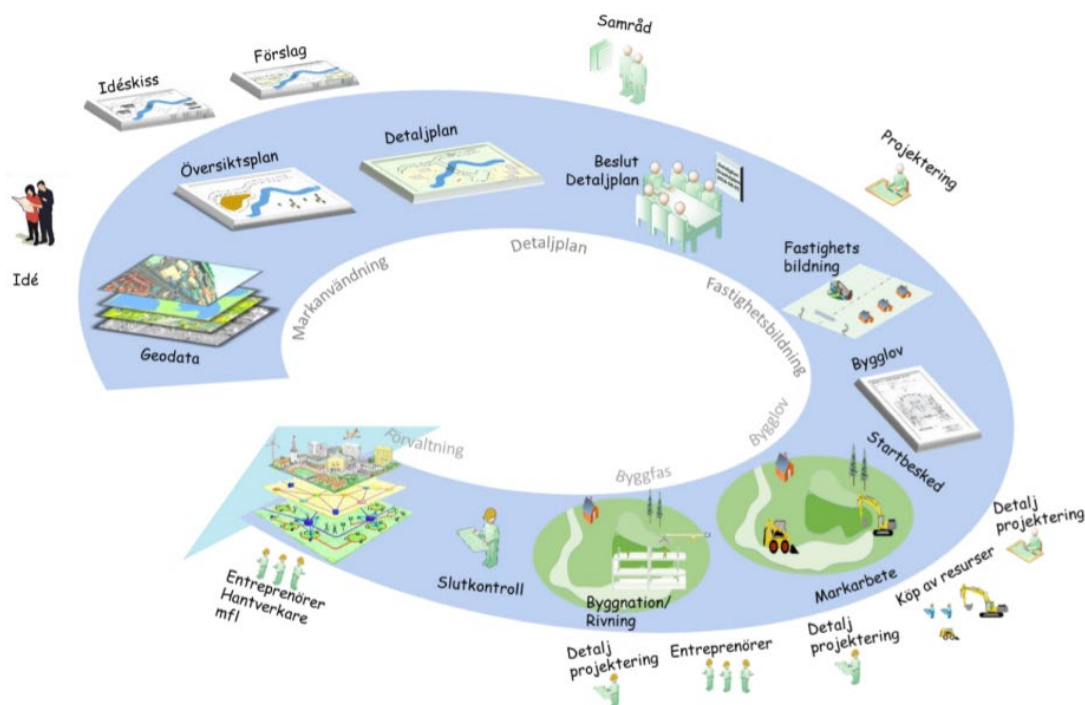 Samråd
Förslag
Idéskiss
Detaljplan
Översiktsplan
Beslut
Detaljplan
Projektering
Idé
Geodata
Markanvändning
Detaljplan
Fastighetsbildning
Fastighets
bildning
Bygglov
Bygglov
Startbesked
Förvaltning
Byggfas
Detalj
projektering
Köp av resurser
Markarbete
Detalj
projektering
Byggnation/
Rivning
Entreprenörer
Detalj
projektering
Slutkontroll
Entreprenörer
Hantverkare
mfl